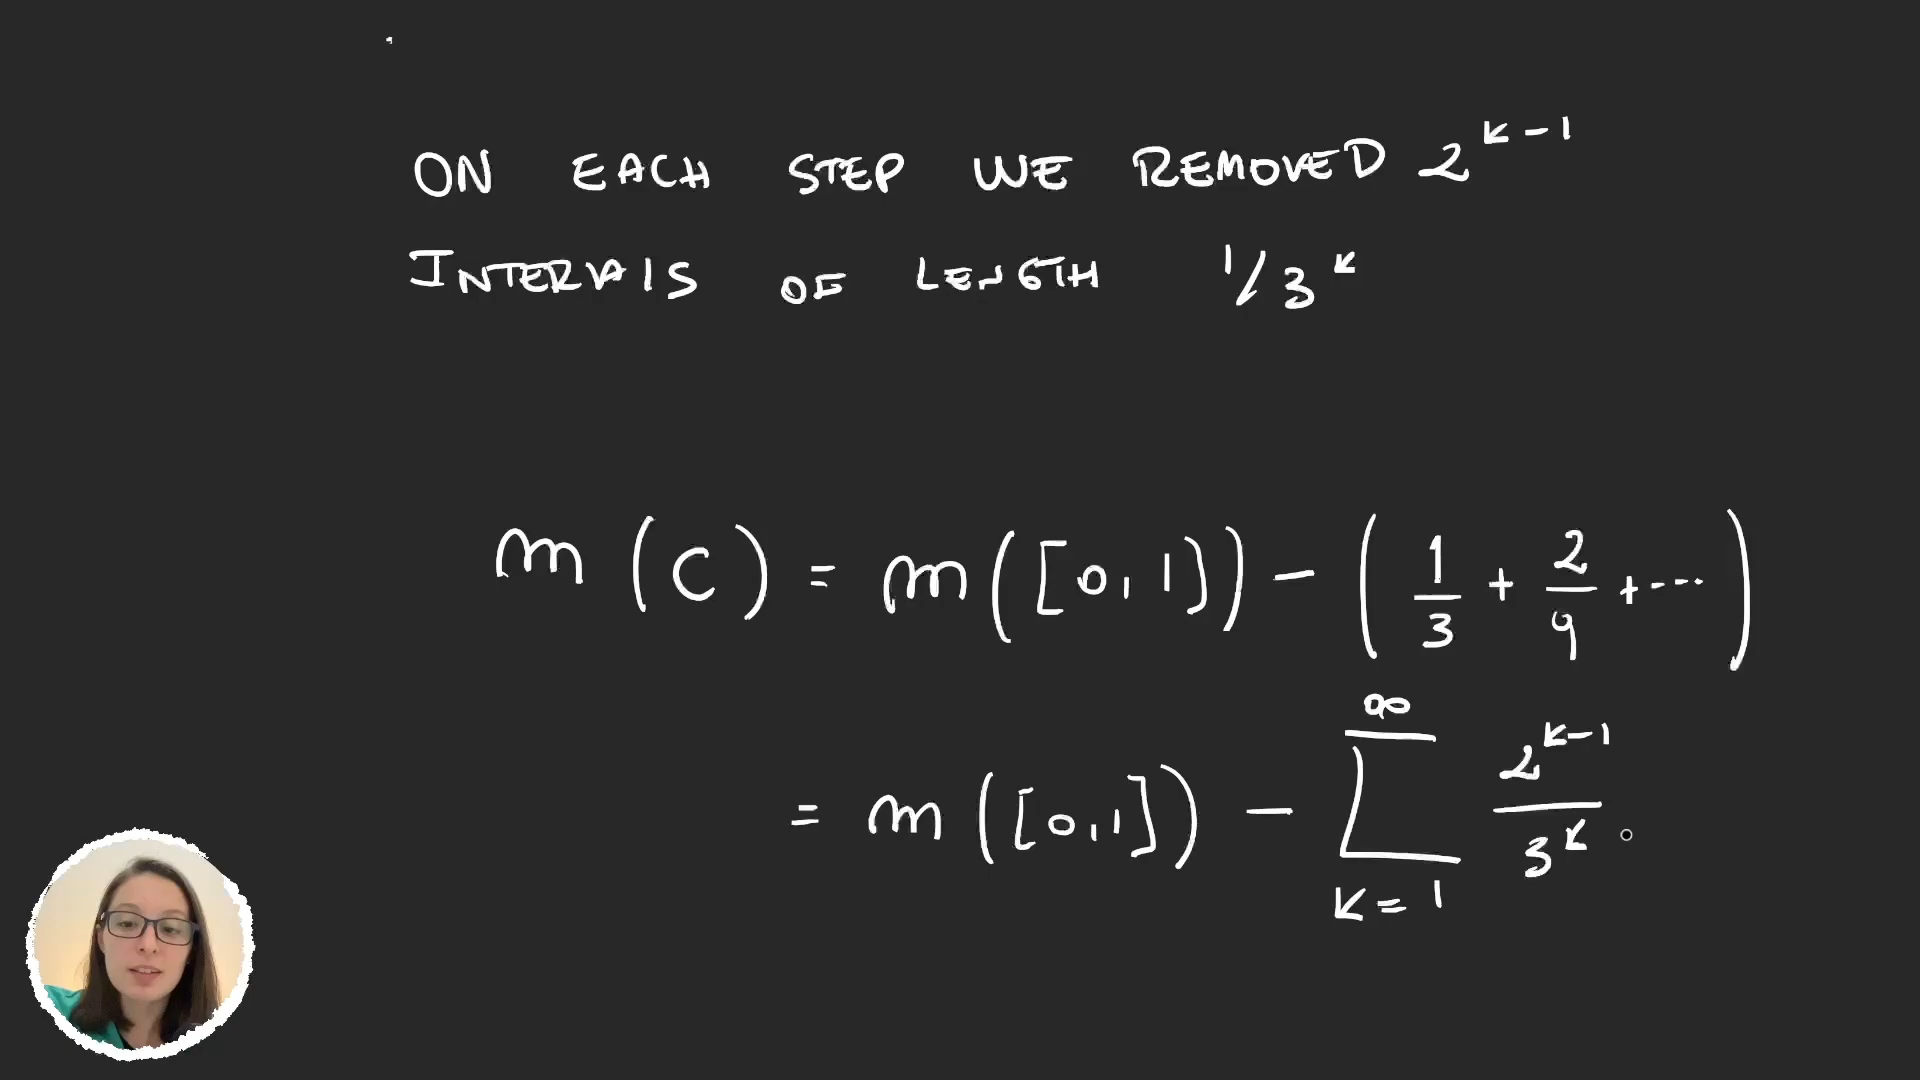 ON EACH STEP WE REMOVED 2^{k-1}
INTERVALS OF LENGTH 1/3^k
m(C) = m([0,1]) - (1/3 + 2/9 + ...)
= m([0,1]) - ∑_{k=1}^{∞} 2^{k-1}/3^k